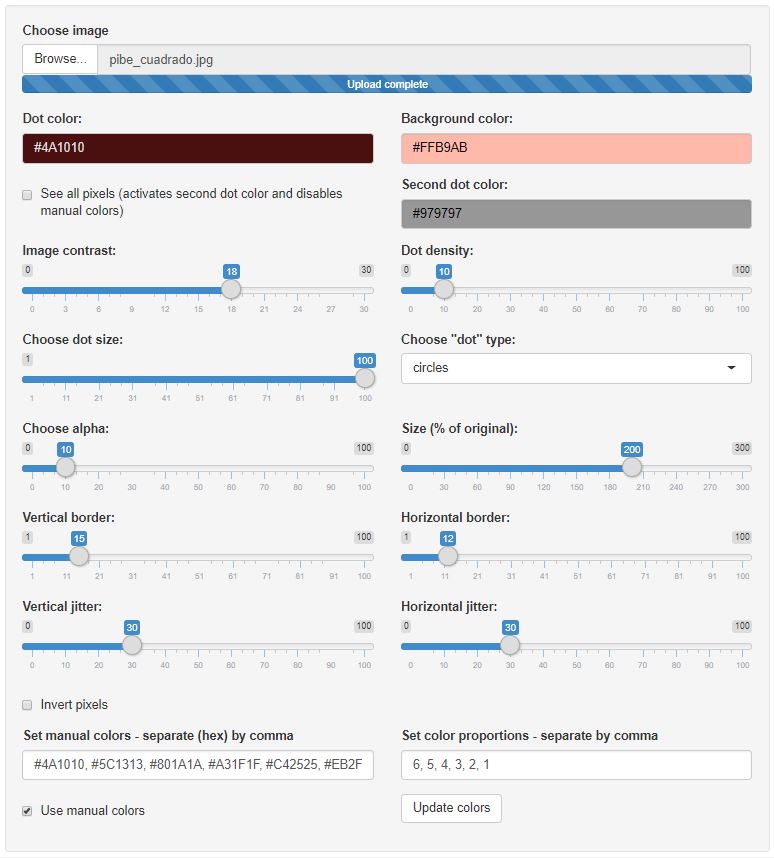 Choose image
Browse... pibe_cuadrado.jpg
Upload complete
Dot color: Background color:
#4A1010 #FFB9AB
See all pixels (activates second dot color and disables
manual colors)
Second dot color:
#979797
Image contrast: Dot density:
0 18 30 0 10 100
0 3 6 9 12 15 18 21 24 27 30 0 10 20 30 40 50 60 70 80 90 100
Choose dot size: Choose "dot" type:
1 100 circles
1 11 21 31 41 51 61 71 81 91 100
Choose alpha: Size (% of original):
0 10 100 0 200 300
0 10 20 30 40 50 60 70 80 90 100 0 30 60 90 120 150 180 210 240 270 300
Vertical border: Horizontal border:
1 15 100 1 12 100
1 11 21 31 41 51 61 71 81 91 100 1 11 21 31 41 51 61 71 81 91 100
Vertical jitter: Horizontal jitter:
0 30 100 0 30 100
0 10 20 30 40 50 60 70 80 90 100 0 10 20 30 40 50 60 70 80 90 100
Invert pixels
Set manual colors - separate (hex) by comma Set color proportions - separate by comma
#4A1010, #5C1313, #801A1A, #A31F1F, #C42525, #EB2F 6, 5, 4, 3, 2, 1
Use manual colors Update colors